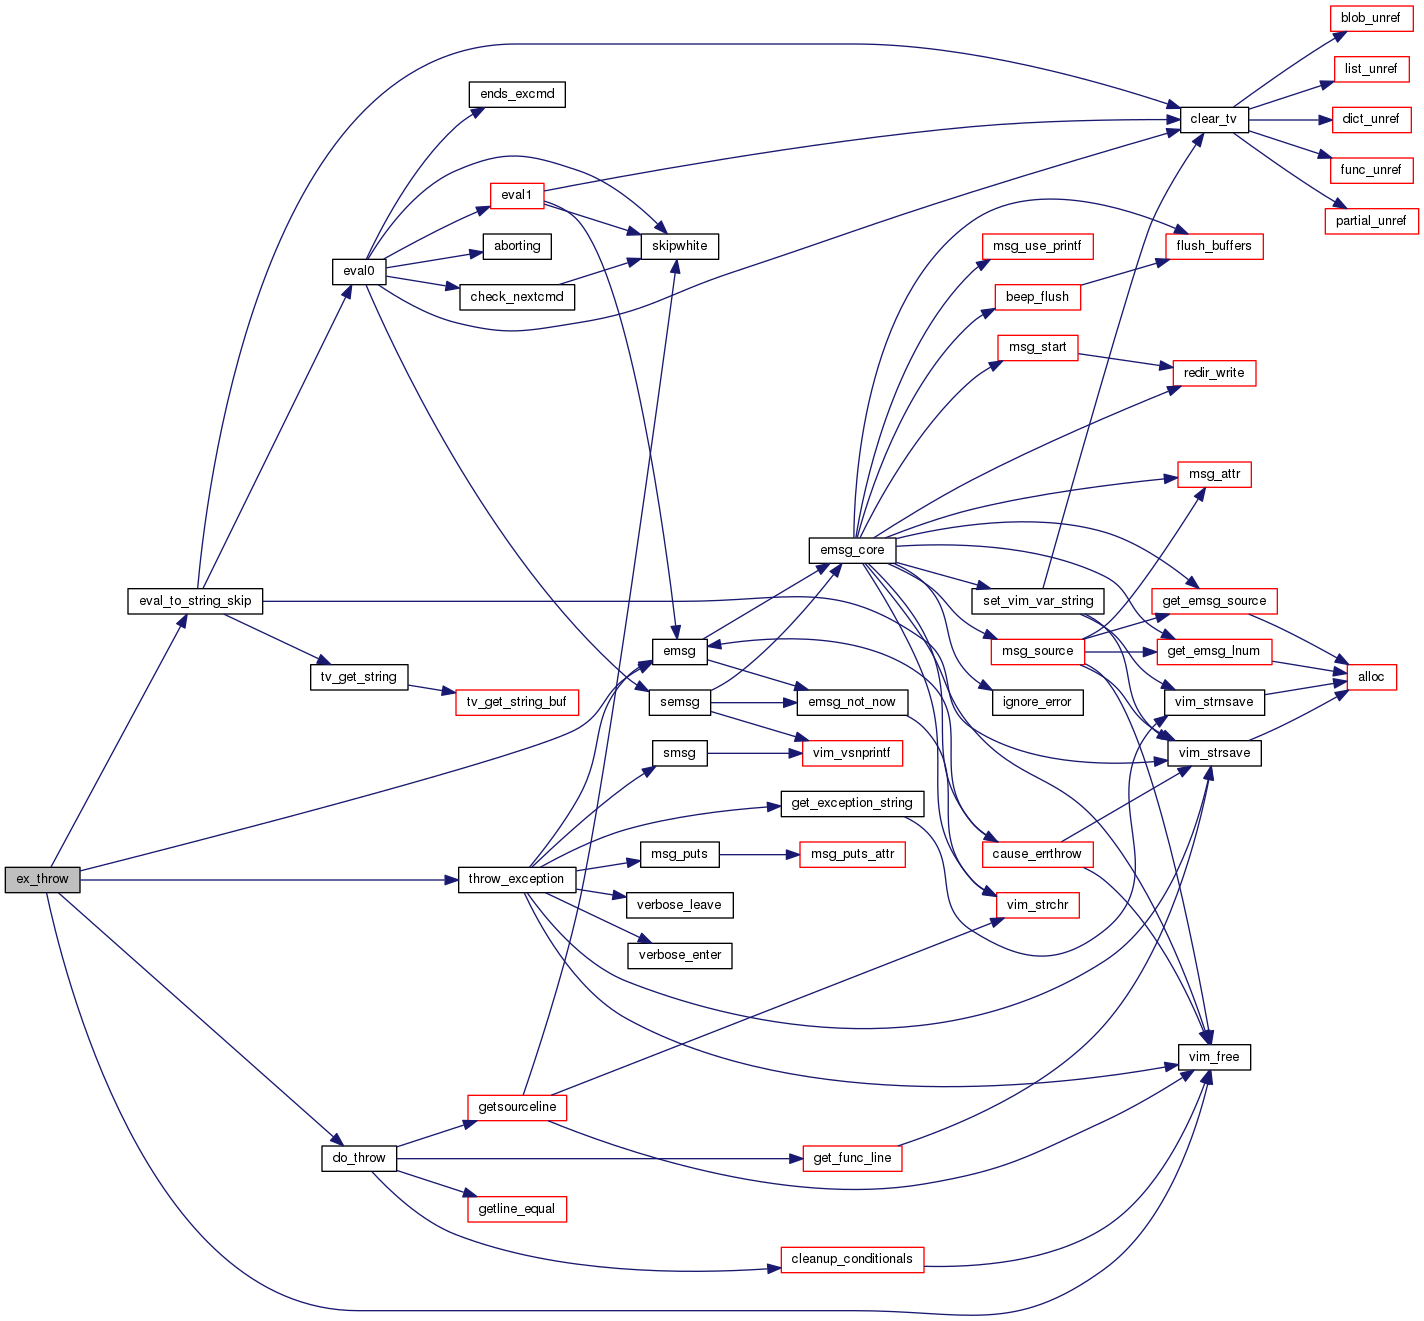 blob_unref
list_unref
ends_excmd
clear_tv
dict_unref
func_unref
eval1
partial_unref
aborting
skipwhite
msg_use_printf
flush_buffers
eval0
check_nextcmd
beep_flush
msg_start
redir_write
msg_attr
emsg_core
eval_to_string_skip
set_vim_var_string
get_emsg_source
emsg
msg_source
get_emsg_lnum
tv_get_string
alloc
tv_get_string_buf
semsg
emsg_not_now
ignore_error
vim_strnsave
smsg
vim_vsnprintf
vim_strsave
get_exception_string
msg_puts
msg_puts_attr
cause_errthrow
ex_throw
throw_exception
verbose_leave
vim_strchr
verbose_enter
vim_free
getsourceline
do_throw
get_func_line
getline_equal
cleanup_conditionals